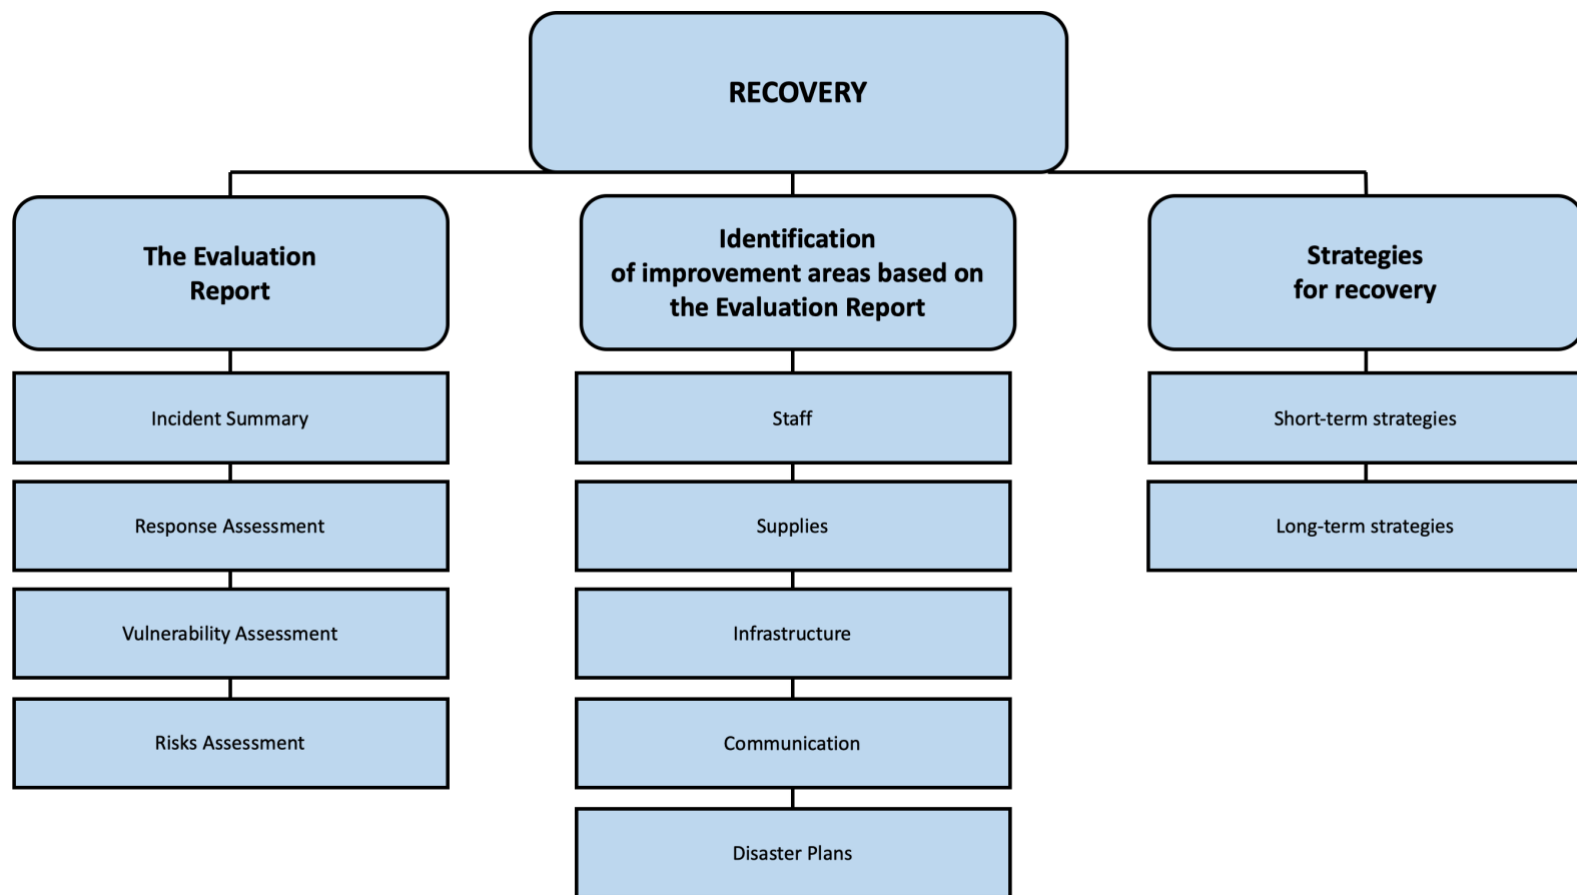 RECOVERY
The Evaluation
Report
Incident Summary
Response Assessment
Vulnerability Assessment
Risks Assessment
Identification
of improvement areas based on
the Evaluation Report
Staff
Supplies
Infrastructure
Communication
Disaster Plans
Strategies
for recovery
Short-term strategies
Long-term strategies